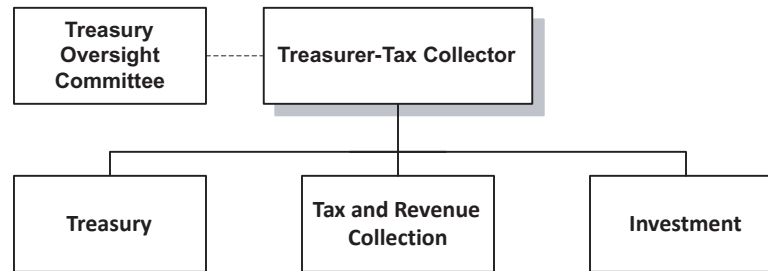 Treasury
Oversight
Committee
Treasurer-Tax Collector
Treasury
Tax and Revenue
Collection
Investment